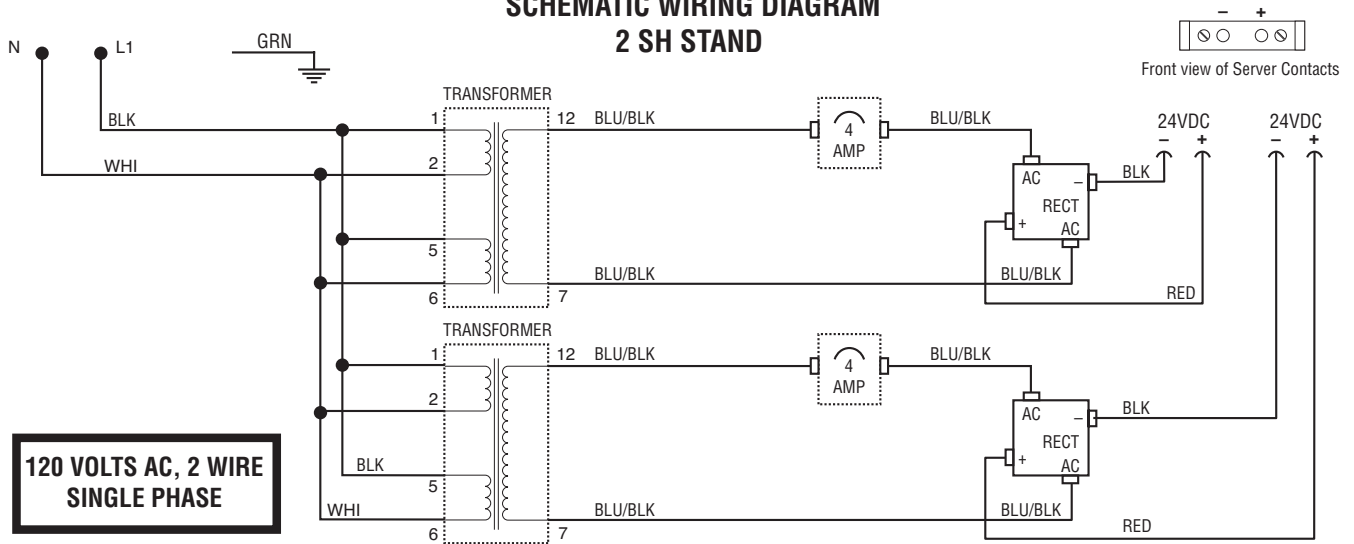 SCHEMATIC WIRING DIAGRAM
2 SH STAND
N
L1
GRN
– +
Front view of Server Contacts
BLK
WHI
TRANSFORMER
1
2
5
6
12
7
BLU/BLK
4
AMP
BLU/BLK
AC
–
RECT
+
AC
BLK
BLU/BLK
BLU/BLK
RED
24VDC
– +
24VDC
– +
TRANSFORMER
1
2
5
6
12
7
BLK
WHI
BLU/BLK
4
AMP
BLU/BLK
AC
–
RECT
+
AC
BLK
BLU/BLK
BLU/BLK
RED
120 VOLTS AC, 2 WIRE
SINGLE PHASE